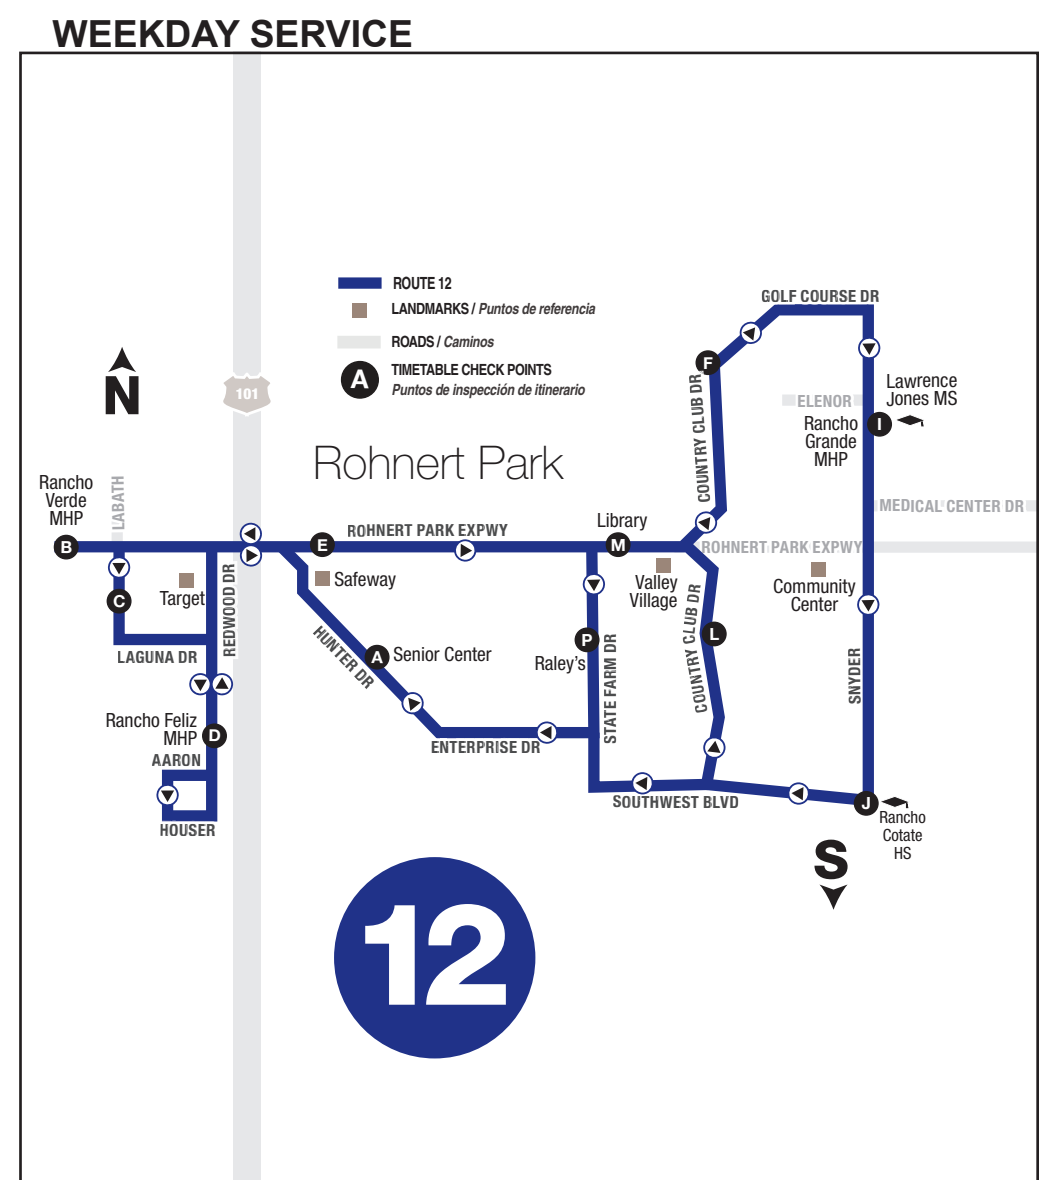 WEEKDAY SERVICE
ROUTE 12
LANDMARKS / Puntos de referencia
ROADS / Caminos
A
TIMETABLE CHECK POINTS
Puntos de inspección de itinerario
N
101
Rohnert Park
GOLF COURSE DR
F
COUNTRY CLUB DR
ELENOR
Lawrence
Jones MS
I
Rancho
Grande
MHP
MEDICAL CENTER DR
Rancho
Verde
MHP
LABATH
B
E
ROHNERT PARK EXPWY
Library
M
ROHNERT PARK EXPWY
Safeway
Target
C
REDWOOD DR
LAGUNA DR
Valley
Village
Community
Center
HUNTER DR
A
Senior Center
P
Raley's
STATE FARM DR
COUNTRY CLUB DR
L
SNYDER
Rancho Feliz
MHP
D
AARON
HOUSER
ENTERPRISE DR
SOUTHWEST BLVD
J
Rancho
Cotate
HS
S
12